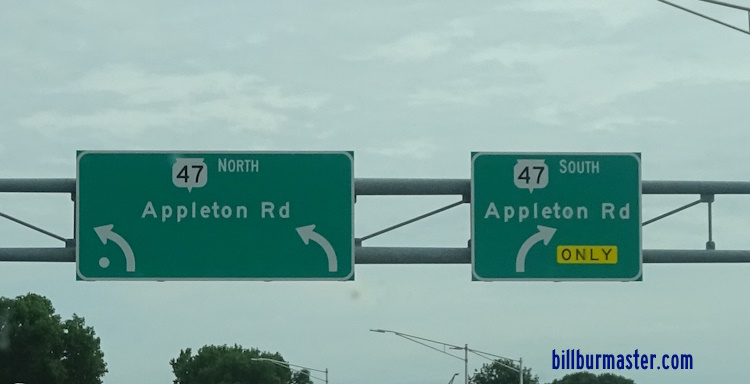 47 NORTH
Appleton Rd
47 SOUTH
Appleton Rd
ONLY
billburmaster.com